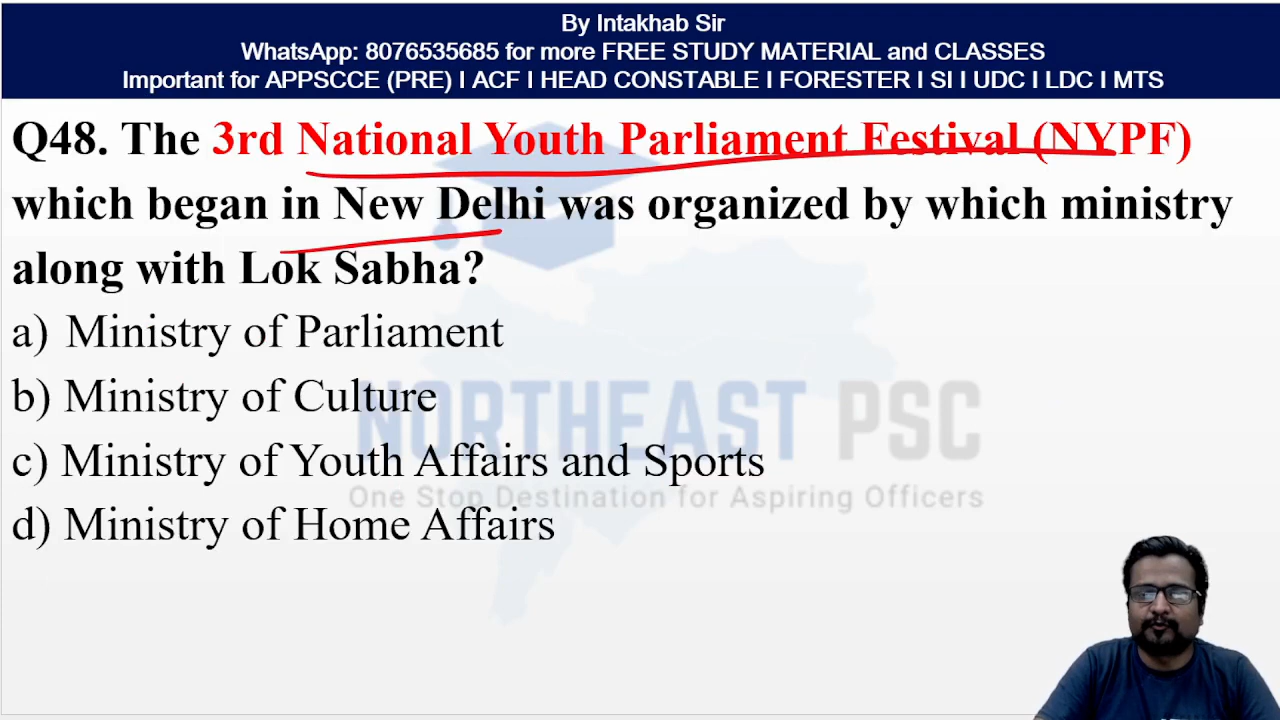 By Intakhab Sir
WhatsApp: 8076535685 for more FREE STUDY MATERIAL and CLASSES
Important for APPSCCE (PRE) I ACF I HEAD CONSTABLE I FORESTER I SI I UDC I LDC I MTS
Q48. The 3rd National Youth Parliament Festival (NYPF)
which began in New Delhi was organized by which ministry
along with Lok Sabha?
a) Ministry of Parliament
b) Ministry of Culture
c) Ministry of Youth Affairs and Sports
d) Ministry of Home Affairs
NORTHEAST PSC
One Stop Destination for Aspiring Officers